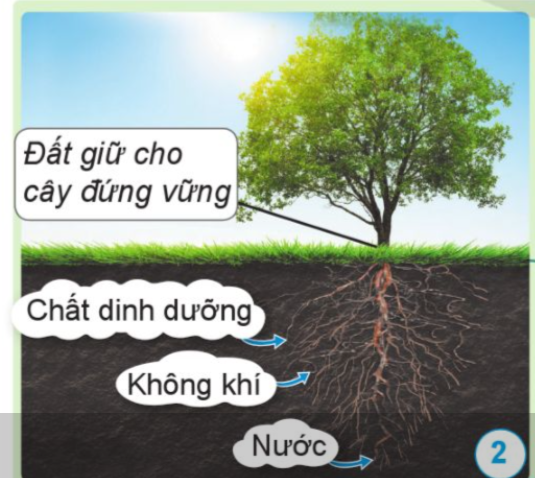 Đất giữ cho
cây đứng vững
Chất dinh dưỡng
Không khí
Nước
2